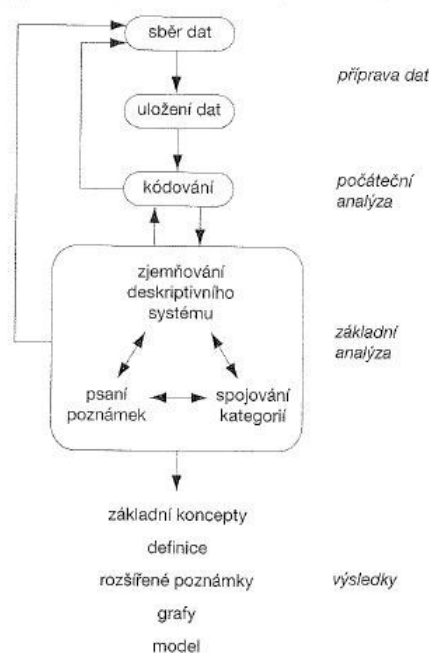 sběr dat
příprava dat
uložení dat
kódování
počáteční
analýza
zjemňování
deskriptivního
systému
základní
analýza
psaní
poznámek
spojování
kategorií
základní koncepty
definice
rozšířené poznámky
výsledky
grafy
model